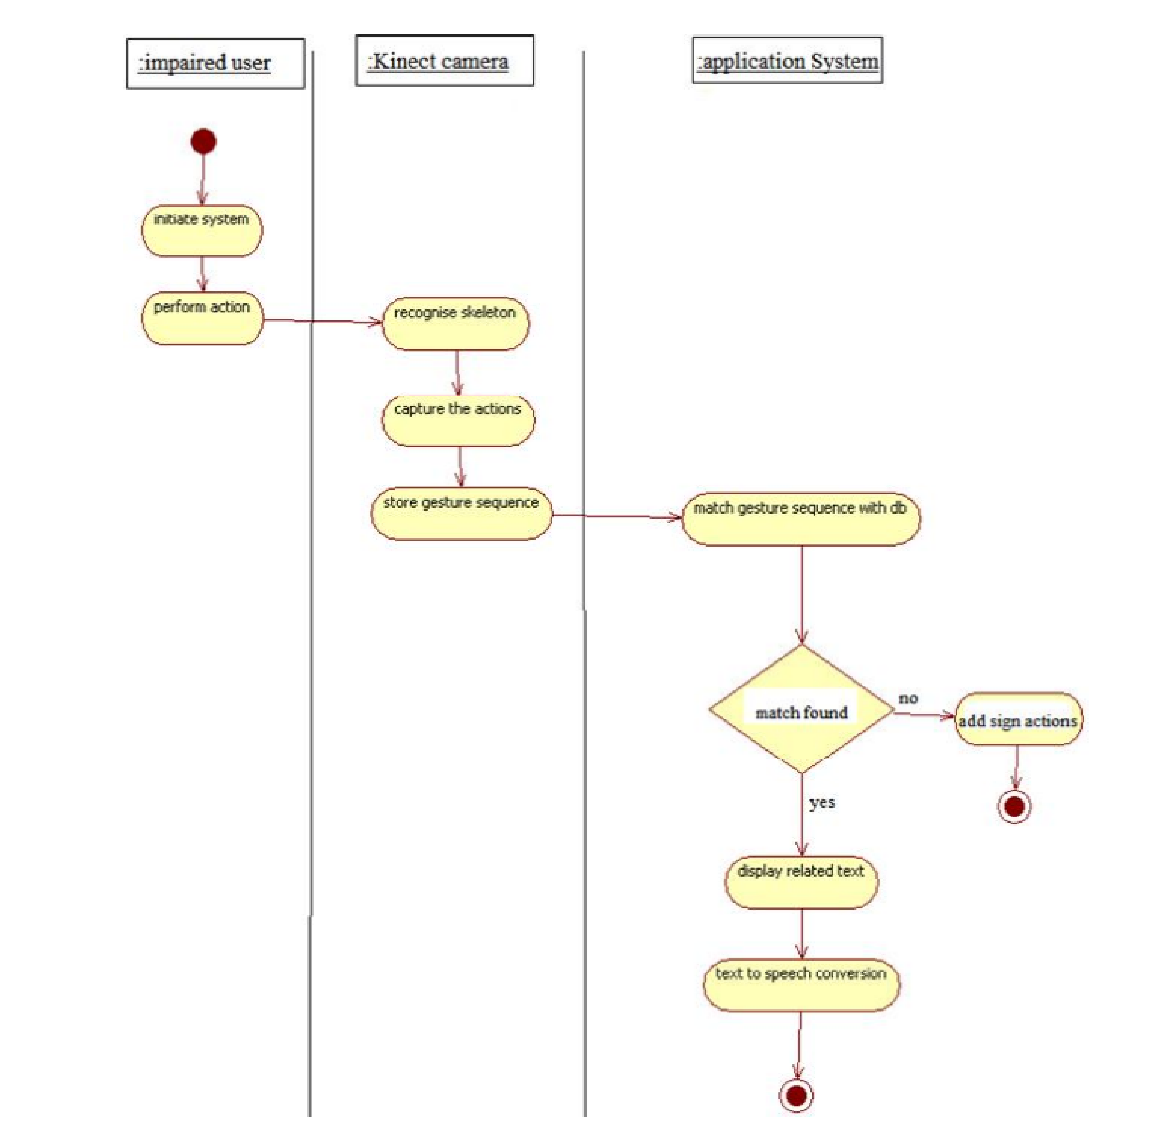 :impaired user
:Kinect camera
:application System
initiate system
perform action
recognise skeleton
capture the actions
store gesture sequence
match gesture sequence with db
match found
no
add sign actions
yes
display related text
text to speech conversion